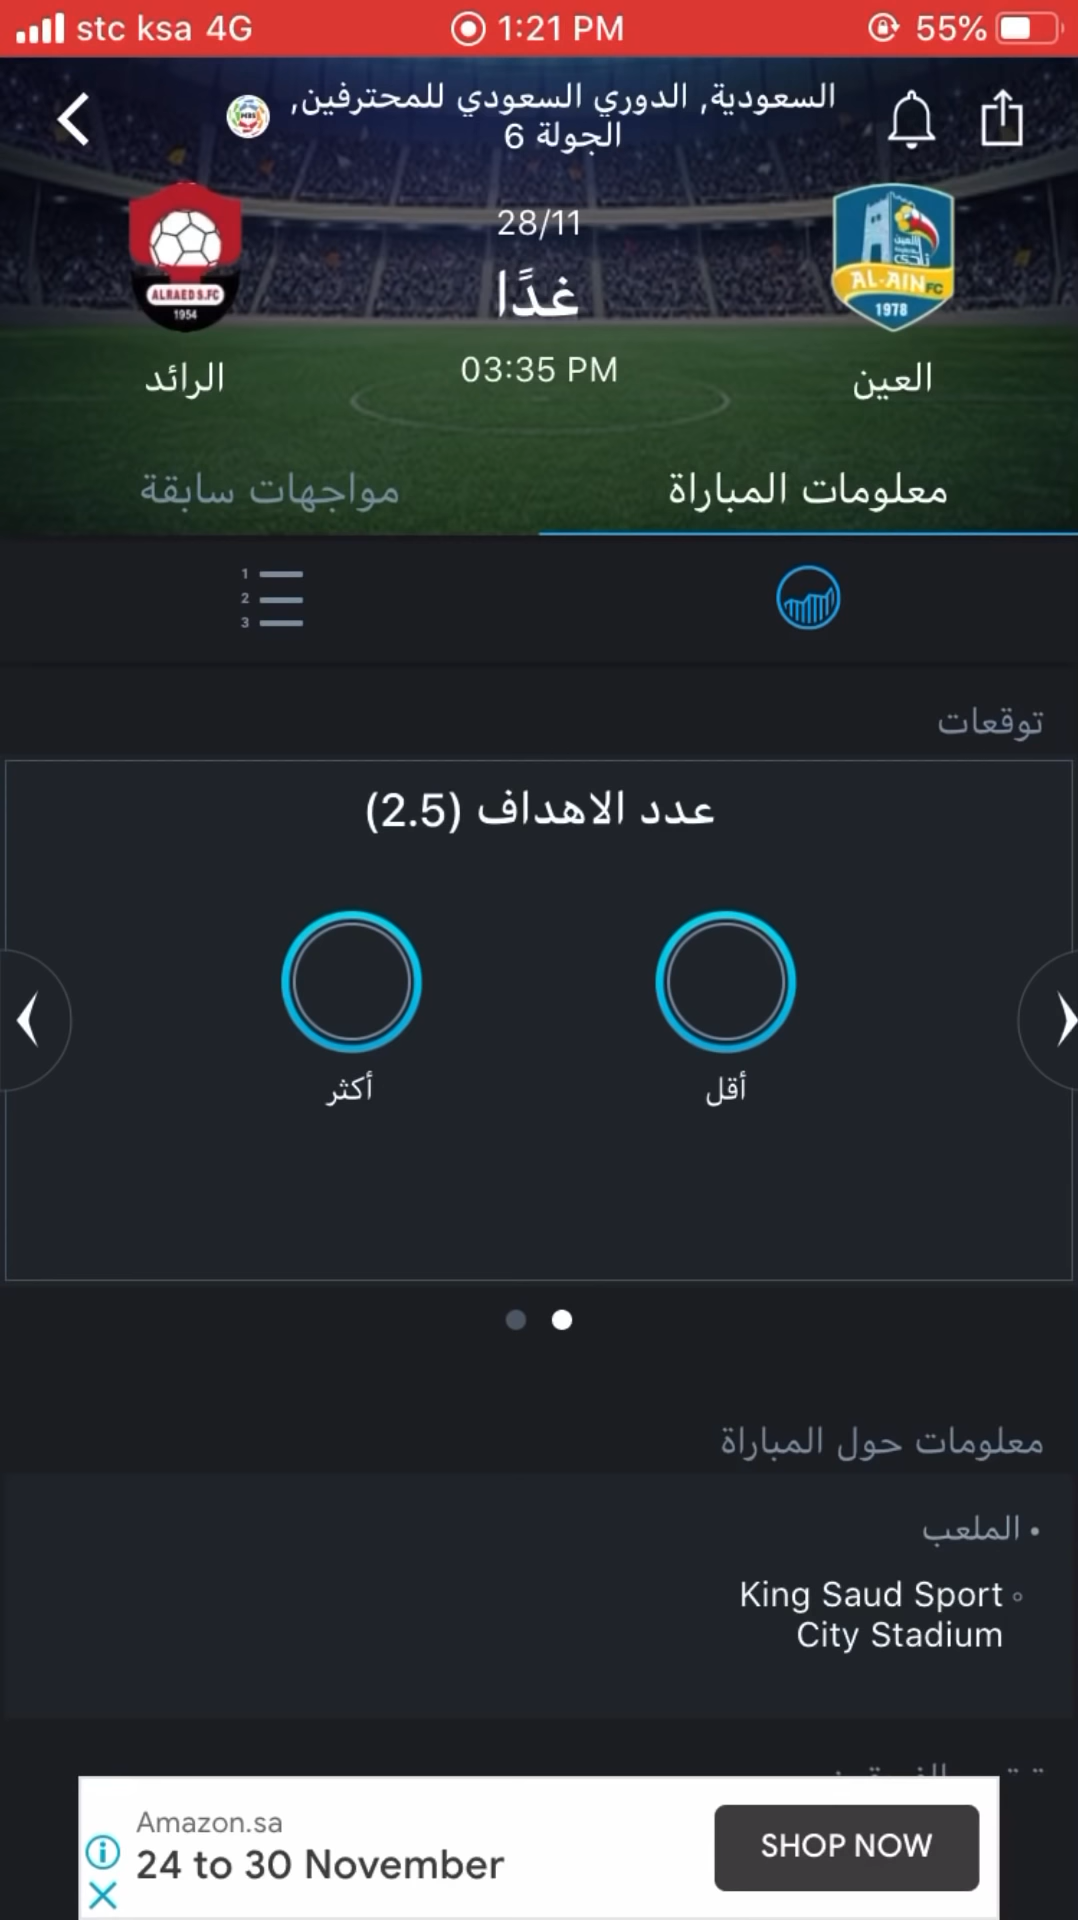 stc ksa 4G
1:21 PM
55%
السعودية, الدوري السعودي للمحترفين,
الجولة 6
28/11
غدًا
03:35 PM
العين
نادي
العين
AL-AIN FC
1978
ALRAED S.FC
1954
الرائد
معلومات المباراة
مواجهات سابقة
1
2
3
توقعات
عدد الاهداف (2.5)
أقل
أكثر
معلومات حول المباراة
• الملعب
◦ King Saud Sport
City Stadium
Amazon.sa
24 to 30 November
SHOP NOW